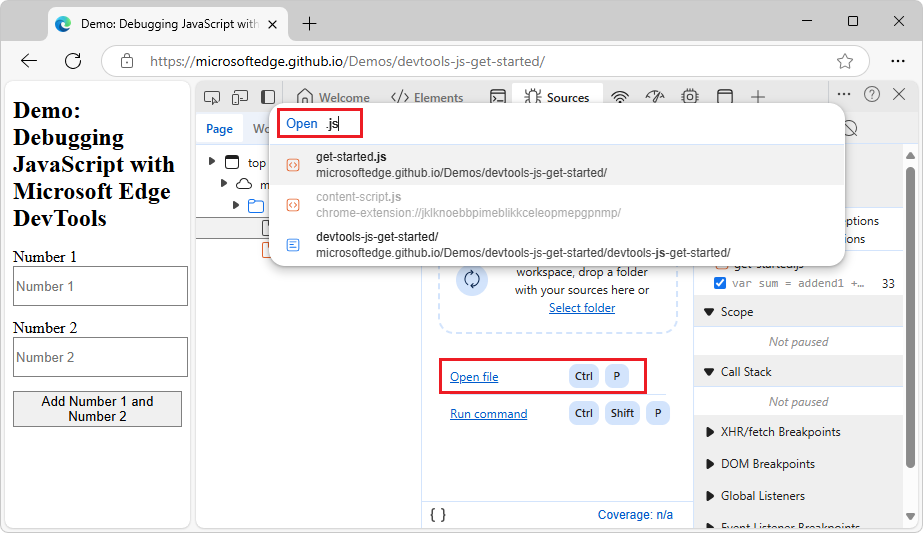 Demo: Debugging JavaScript with
https://microsoftedge.github.io/Demos/devtools-js-get-started/
Demo:
Debugging
JavaScript with
Microsoft Edge
DevTools
Number 1
Number 1
Number 2
Number 2
Add Number 1 and
Number 2
Welcome
Elements
Sources
Page
top
Open .js
get-started.js
microsoftedge.github.io/Demos/devtools-js-get-started/
content-script.js
chrome-extension://jklknoebbpimeblikkceleopmepgpnmp/
devtools-js-get-started/
microsoftedge.github.io/Demos/devtools-js-get-started/devtools-js-get-started/
workspace, drop a folder
with your sources here or
Select folder
Open file Ctrl P
Run command Ctrl Shift P
{ } Coverage: n/a
get-started.js
var sum = addend1 +… 33
Scope
Not paused
Call Stack
Not paused
XHR/fetch Breakpoints
DOM Breakpoints
Global Listeners
Event Listener Breakpoints